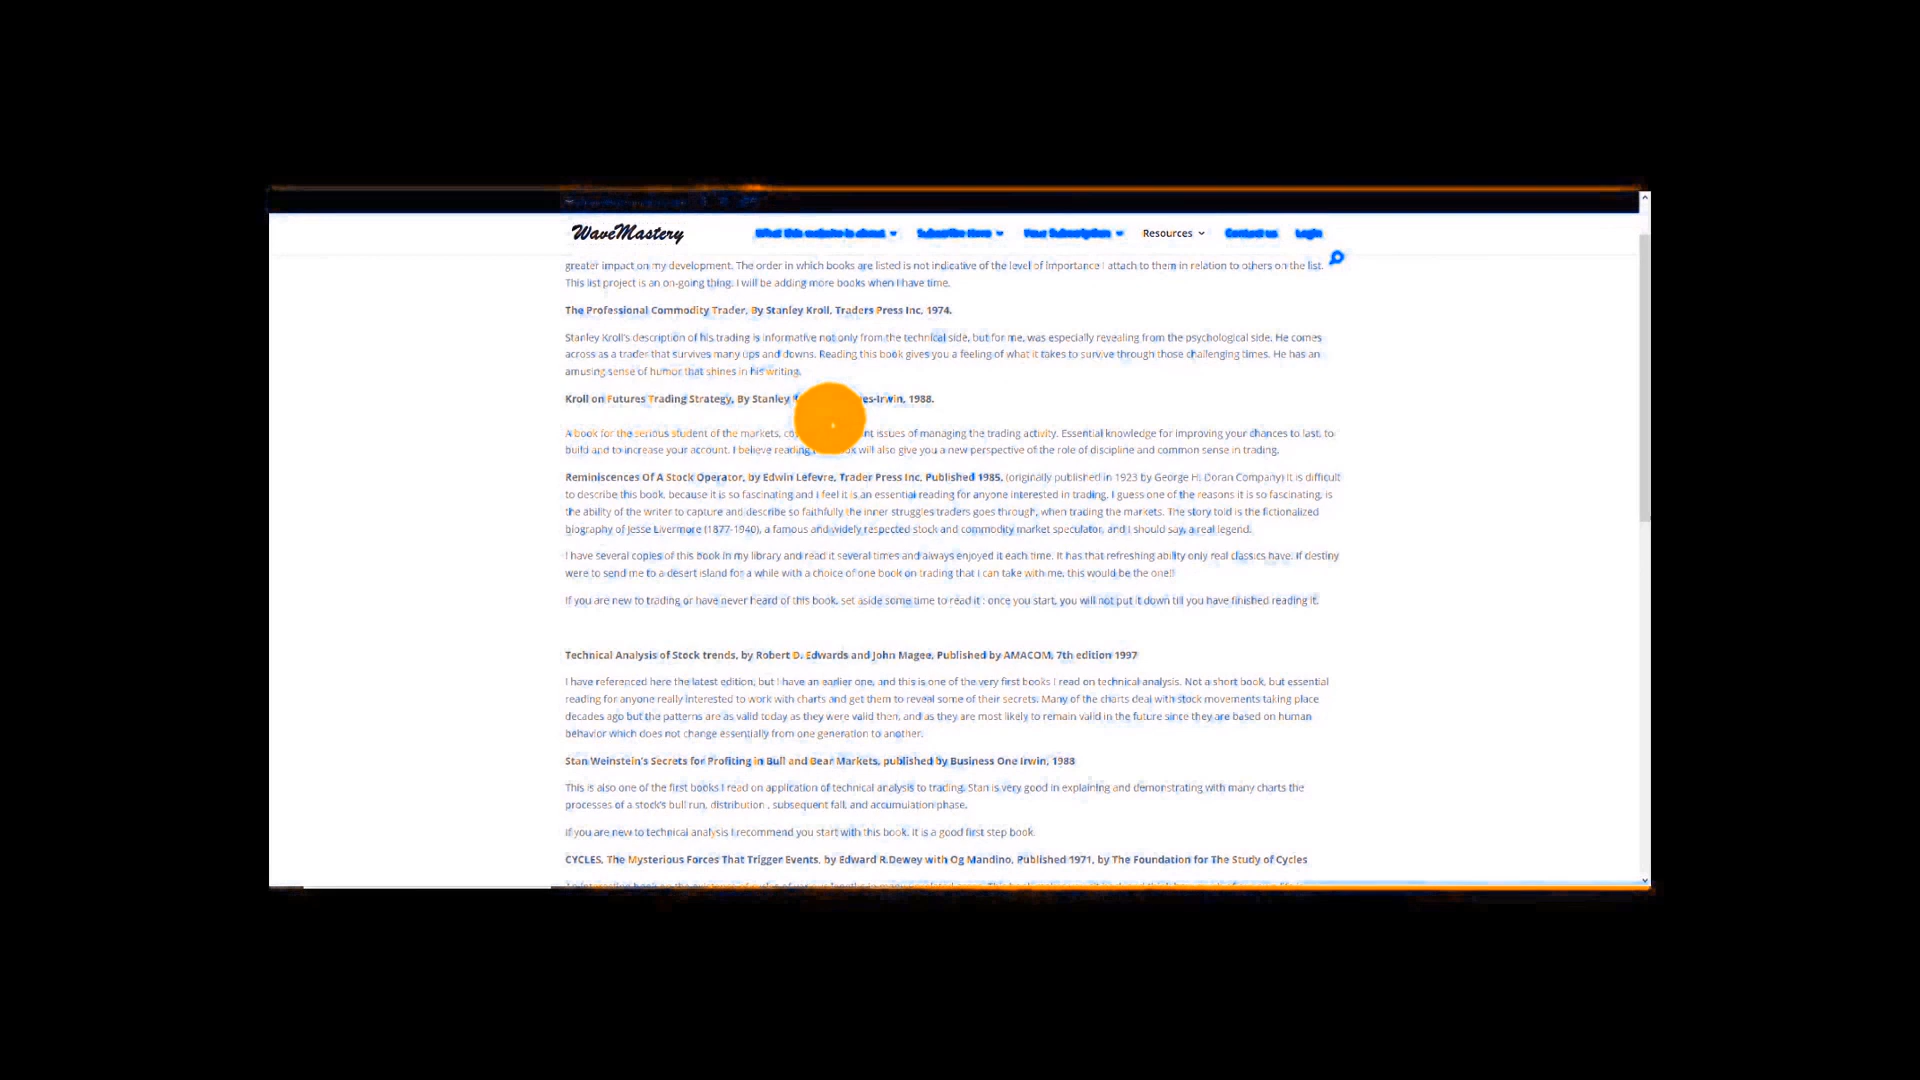 WaveMastery What this website is about Subscribe Here Your Subscription Resources Contact us Login
greater impact on my development. The order in which books are listed is not indicative of the level of importance I attach to them in relation to others on the list.
This list project is an on-going thing. I will be adding more books when I have time.
The Professional Commodity Trader, By Stanley Kroll, Traders Press Inc, 1974.
Stanley Kroll's description of his trading is informative not only from the technical side, but for me, was especially revealing from the psychological side. He comes
across as a trader that survives many ups and downs. Reading this book gives you a feeling of what it takes to survive through those challenging times. He has an
amusing sense of humor that shines in his writing.
Kroll on Futures Trading Strategy, By Stanley es-Irwin, 1988.
A book for the serious student of the markets, issues of managing the trading activity. Essential knowledge for improving your chances to last, to
build and to increase your account. I believe reading will also give you a new perspective of the role of discipline and common sense in trading.
Reminiscences Of A Stock Operator, by Edwin Lefevre, Trader Press Inc, Published 1985, (originally published in 1923 by George H. Doran Company) It is difficult
to describe this book, because it is so fascinating and i feel it is an essential reading for anyone interested in trading. I guess one of the reasons it is so fascinating, is
the ability of the writer to capture and describe so faithfully the inner struggles traders goes through, when trading the markets. The story told is the fictionalized
biography of Jesse Livermore (1877-1940), a famous and widely respected stock and commodity market speculator, and I should say, a real legend.
I have several copies of this book in my library and read it several times and always enjoyed it each time. It has that refreshing ability only real classics have. If destiny
were to send me to a desert island for a while with a choice of one book on trading that I can take with me, this would be the one!!
If you are new to trading or have never heard of this book, set aside some time to read it : once you start, you will not put it down till you have finished reading it.
Technical Analysis of Stock trends, by Robert D. Edwards and John Magee, Published by AMACOM, 7th edition 1997
I have referenced here the latest edition, but I have an earlier one, and this is one of the very first books I read on technical analysis. Not a short book, but essential
reading for anyone really interested to work with charts and get them to reveal some of their secrets. Many of the charts deal with stock movements taking place
decades ago but the patterns are as valid today as they were valid then, and as they are most likely to remain valid in the future since they are based on human
behavior which does not change essentially from one generation to another.
Stan Weinstein's Secrets for Profiting in Bull and Bear Markets, published by Business One Irwin, 1988
This is also one of the first books I read on application of technical analysis to trading. Stan is very good in explaining and demonstrating with many charts the
processes of a stock's bull run, distribution , subsequent fall, and accumulation phase.
If you are new to technical analysis I recommend you start with this book. It is a good first step book.
CYCLES, The Mysterious Forces That Trigger Events, by Edward R.Dewey with Og Mandino, Published 1971, by The Foundation for The Study of Cycles